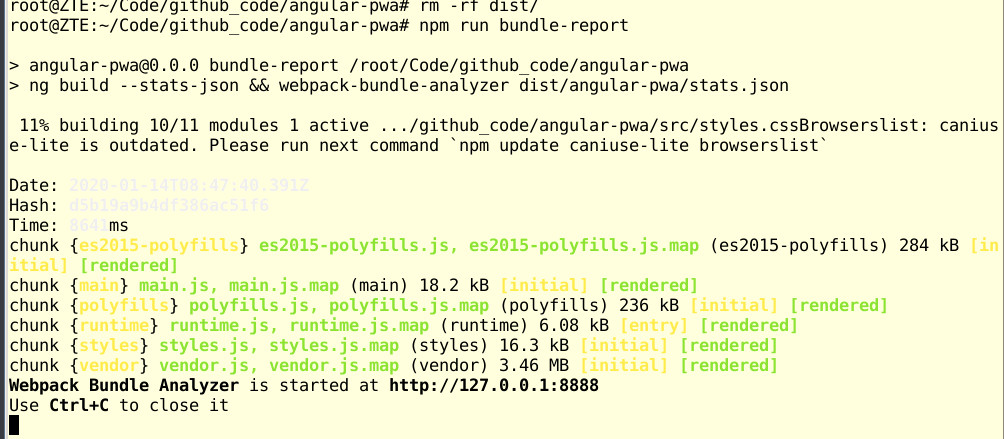 root@ZTE:~/Code/github_code/angular-pwa# rm -rf dist/
root@ZTE:~/Code/github_code/angular-pwa# npm run bundle-report
> angular-pwa@0.0.0 bundle-report /root/Code/github_code/angular-pwa
> ng build --stats-json && webpack-bundle-analyzer dist/angular-pwa/stats.json
11% building 10/11 modules 1 active .../github_code/angular-pwa/src/styles.cssBrowserslist: canius
e-lite is outdated. Please run next command `npm update caniuse-lite browserslist`
Date: 2020-01-14T08:47:40.391Z
Hash: d5b19a9b4df386ac51f6
Time: 8641ms
chunk {es2015-polyfills} es2015-polyfills.js, es2015-polyfills.js.map (es2015-polyfills) 284 kB [in
itial] [rendered]
chunk {main} main.js, main.js.map (main) 18.2 kB [initial] [rendered]
chunk {polyfills} polyfills.js, polyfills.js.map (polyfills) 236 kB [initial] [rendered]
chunk {runtime} runtime.js, runtime.js.map (runtime) 6.08 kB [entry] [rendered]
chunk {styles} styles.js, styles.js.map (styles) 16.3 kB [initial] [rendered]
chunk {vendor} vendor.js, vendor.js.map (vendor) 3.46 MB [initial] [rendered]
Webpack Bundle Analyzer is started at http://127.0.0.1:8888
Use Ctrl+C to close it